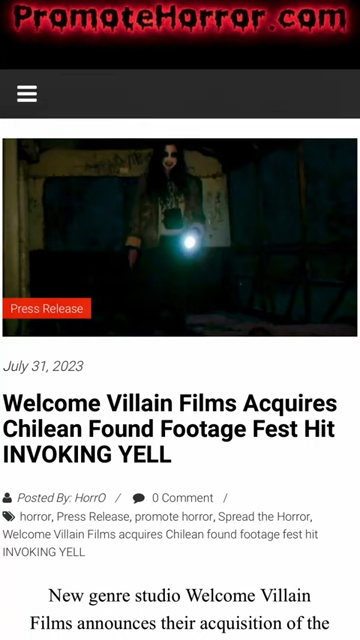 PromoteHorror.com
Press Release
July 31, 2023
Welcome Villain Films Acquires
Chilean Found Footage Fest Hit
INVOKING YELL
Posted By: HorrO / 0 Comment /
horror, Press Release, promote horror, Spread the Horror,
Welcome Villain Films acquires Chilean found footage fest hit
INVOKING YELL
New genre studio Welcome Villain
Films announces their acquisition of the